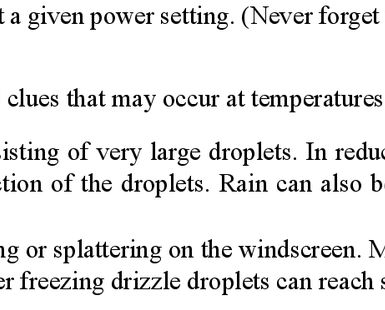 t a given power setting. (Never forget
clues that may occur at temperatures
isting of very large droplets. In reduc
ction of the droplets. Rain can also be
ng or splattering on the windscreen. M
er freezing drizzle droplets can reach s